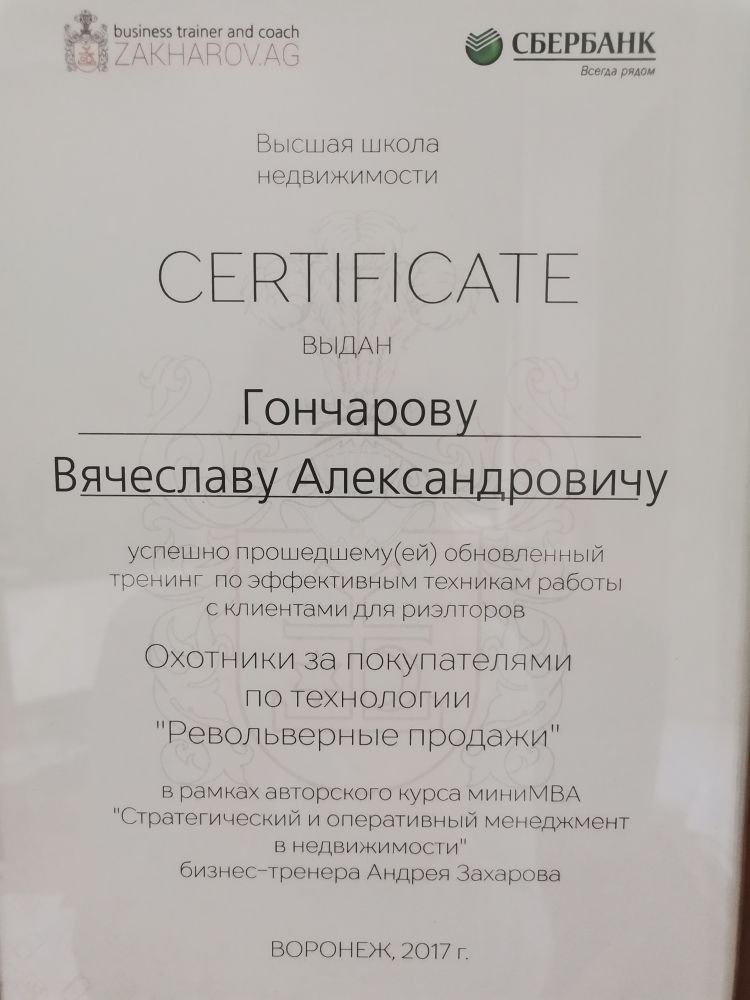 business trainer and coach
ZAKHAROV.AG
СБЕРБАНК
Всегда рядом
Высшая школа
недвижимости
CERTIFICATE
ВЫДАН
Гончарову
Вячеславу Александровичу
успешно прошедшему(ей) обновленный
тренинг по эффективным техникам работы
с клиентами для риэлторов
Охотники за покупателями
по технологии
"Револьверные продажи"
в рамках авторского курса миниМВА
"Стратегический и оперативный менеджмент
в недвижимости"
бизнес-тренера Андрея Захарова
ВОРОНЕЖ, 2017 г.